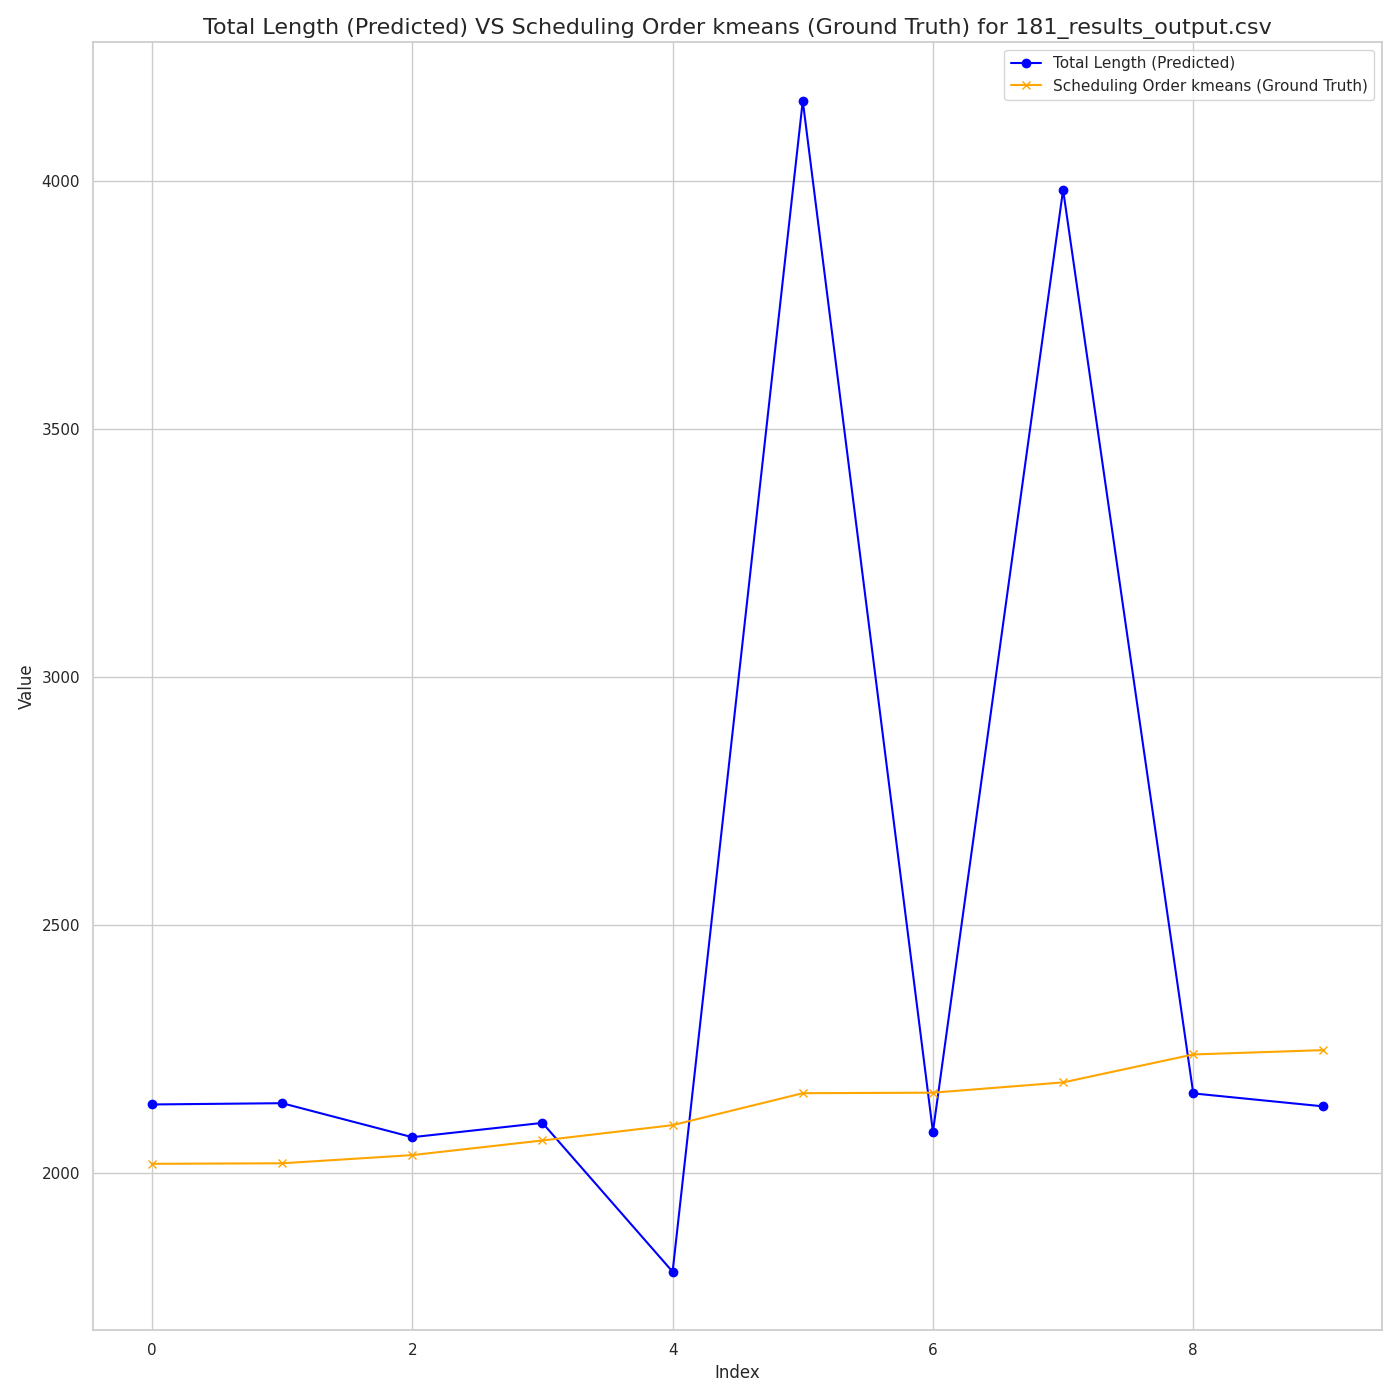 Total Length (Predicted) VS Scheduling Order kmeans (Ground Truth) for 181_results_output.csv
Total Length (Predicted)
Scheduling Order kmeans (Ground Truth)
4000
3500
3000
2500
2000
Value
0
2
4
6
8
Index